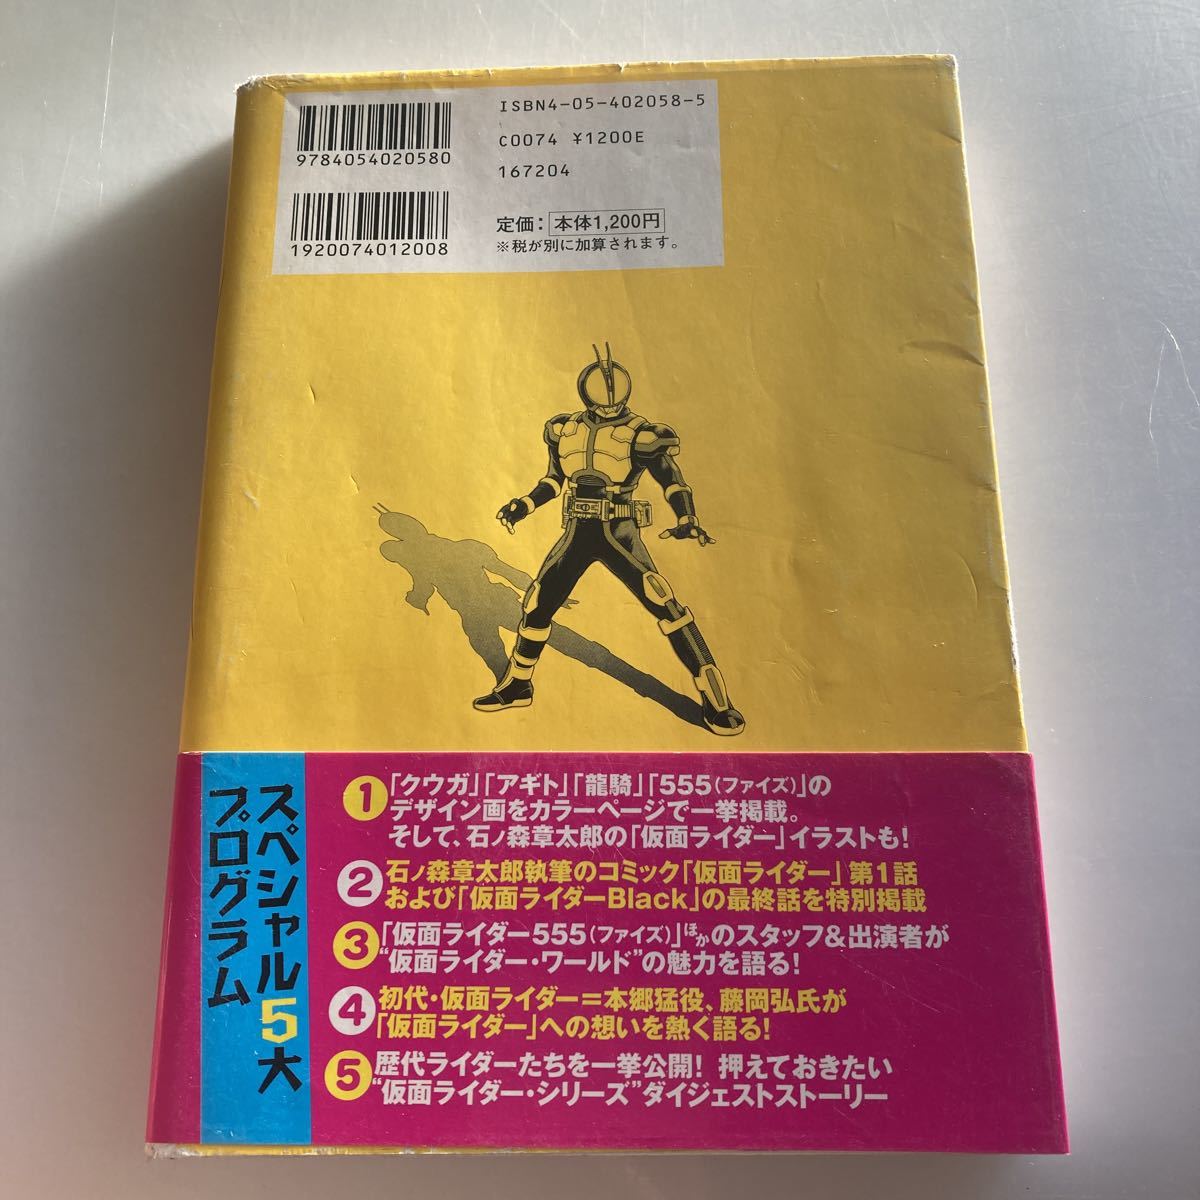 ISBN4-05-402058-5
C0074 ¥1200E
167204
9784054020580
1920074012008
定価：本体1,200円
※税が別に加算されます。
スペシャル5大
プログラム
1 「クウガ」「アギト」「龍騎」「555（ファイズ）」の
デザイン画をカラーページで一挙掲載。
そして、石ノ森章太郎の「仮面ライダー」イラストも！
2 石ノ森章太郎執筆のコミック「仮面ライダー」第1話
および「仮面ライダーBlack」の最終話を特別掲載
3 「仮面ライダー555（ファイズ）」ほかのスタッフ&出演者が
“仮面ライダー・ワールド”の魅力を語る！
4 初代・仮面ライダー＝本郷猛役、藤岡弘氏が
「仮面ライダー」への想いを熱く語る！
5 歴代ライダーたちを一挙公開！ 押えておきたい
“仮面ライダー・シリーズ”ダイジェストストーリー